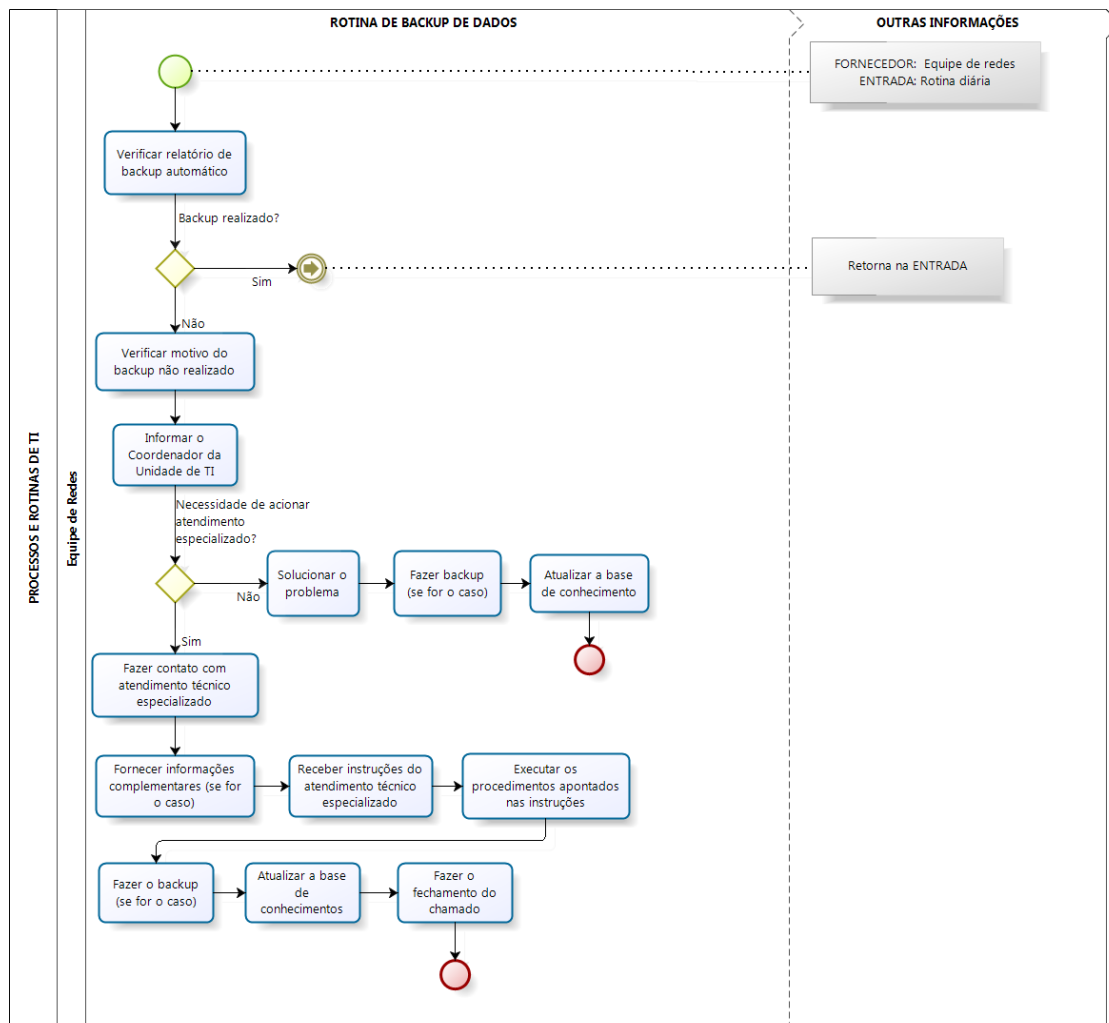 ROTINA DE BACKUP DE DADOS
OUTRAS INFORMAÇÕES
PROCESSOS E ROTINAS DE TI
Equipe de Redes
FORNECEDOR: Equipe de redes
ENTRADA: Rotina diária
Verificar relatório de
backup automático
Backup realizado?
Sim
Retorna na ENTRADA
Não
Verificar motivo do
backup não realizado
Informar o
Coordenador da
Unidade de TI
Necessidade de acionar
atendimento
especializado?
Não
Solucionar o
problema
Fazer backup
(se for o caso)
Atualizar a base
de conhecimento
Sim
Fazer contato com
atendimento técnico
especializado
Fornecer informações
complementares (se for
o caso)
Receber instruções do
atendimento técnico
especializado
Executar os
procedimentos apontados
nas instruções
Fazer o backup
(se for o caso)
Atualizar a base
de
conhecimentos
Fazer o
fechamento do
chamado